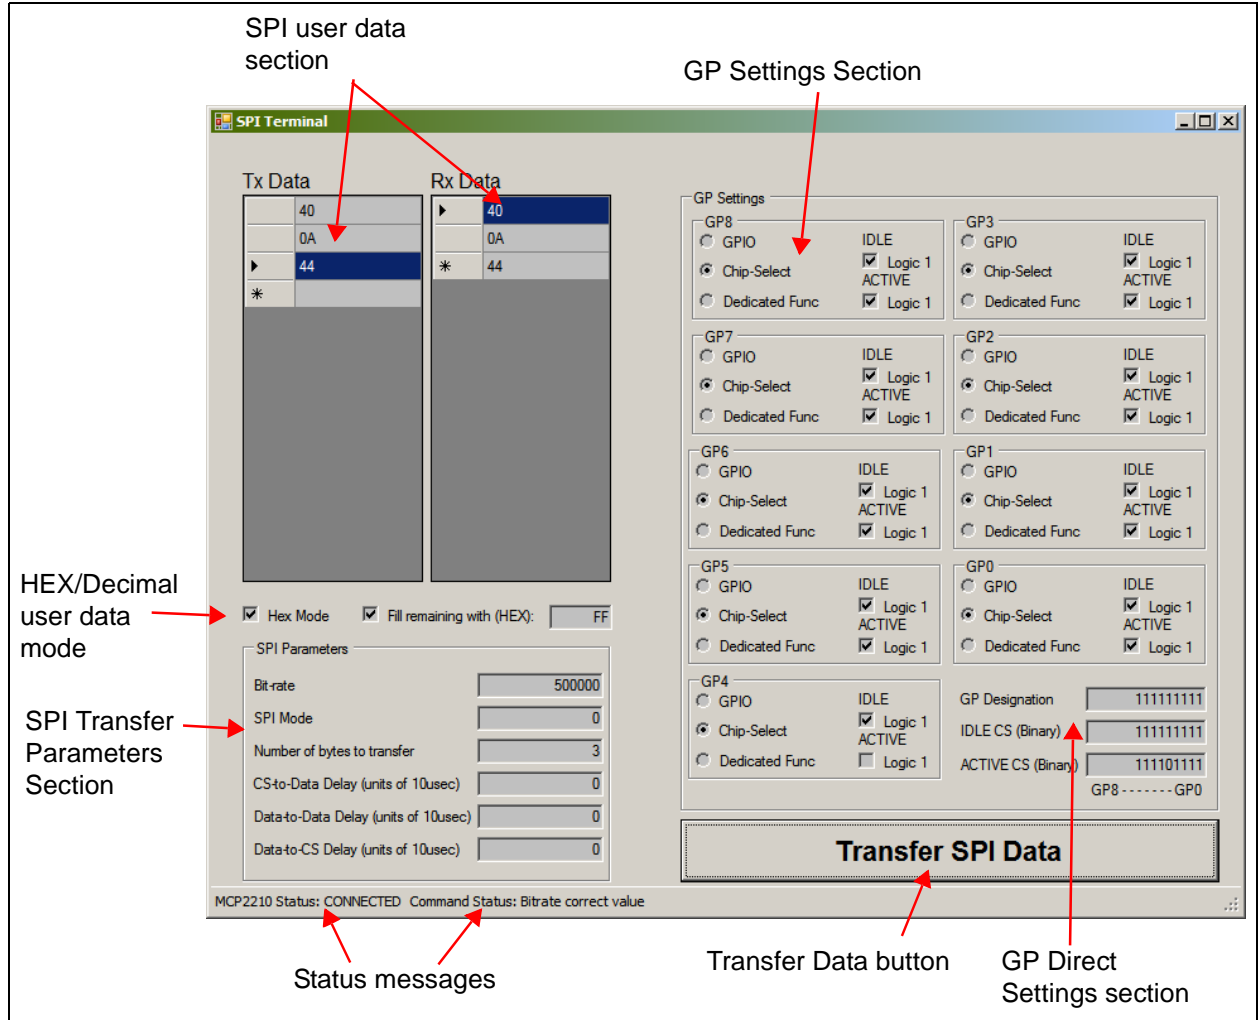 SPI user data
section
GP Settings Section
SPI Terminal
Tx Data
Rx Data
40
0A
44
40
0A
44
GP Settings
GP8
GPIO
IDLE
Logic 1
Chip-Select
ACTIVE
Dedicated Func
Logic 1
GP3
GPIO
IDLE
Logic 1
Chip-Select
ACTIVE
Dedicated Func
Logic 1
GP7
GPIO
IDLE
Logic 1
Chip-Select
ACTIVE
Dedicated Func
Logic 1
GP2
GPIO
IDLE
Logic 1
Chip-Select
ACTIVE
Dedicated Func
Logic 1
GP6
GPIO
IDLE
Logic 1
Chip-Select
ACTIVE
Dedicated Func
Logic 1
GP1
GPIO
IDLE
Logic 1
Chip-Select
ACTIVE
Dedicated Func
Logic 1
GP5
GPIO
IDLE
Logic 1
Chip-Select
ACTIVE
Dedicated Func
Logic 1
GP0
GPIO
IDLE
Logic 1
Chip-Select
ACTIVE
Dedicated Func
Logic 1
GP4
GPIO
IDLE
Logic 1
Chip-Select
ACTIVE
Dedicated Func
Logic 1
GP Designation 111111111
IDLE CS (Binary) 111111111
ACTIVE CS (Binary) 111101111
GP8-------GP0
HEX/Decimal
user data
mode
Hex Mode
Fill remaining with (HEX): FF
SPI Parameters
Bit-rate 500000
SPI Mode 0
Number of bytes to transfer 3
CS-to-Data Delay (units of 10usec) 0
Data-to-Data Delay (units of 10usec) 0
Data-to-CS Delay (units of 10usec) 0
SPI Transfer
Parameters
Section
Transfer SPI Data
MCP2210 Status: CONNECTED Command Status: Bitrate correct value
Status messages
Transfer Data button
GP Direct
Settings section